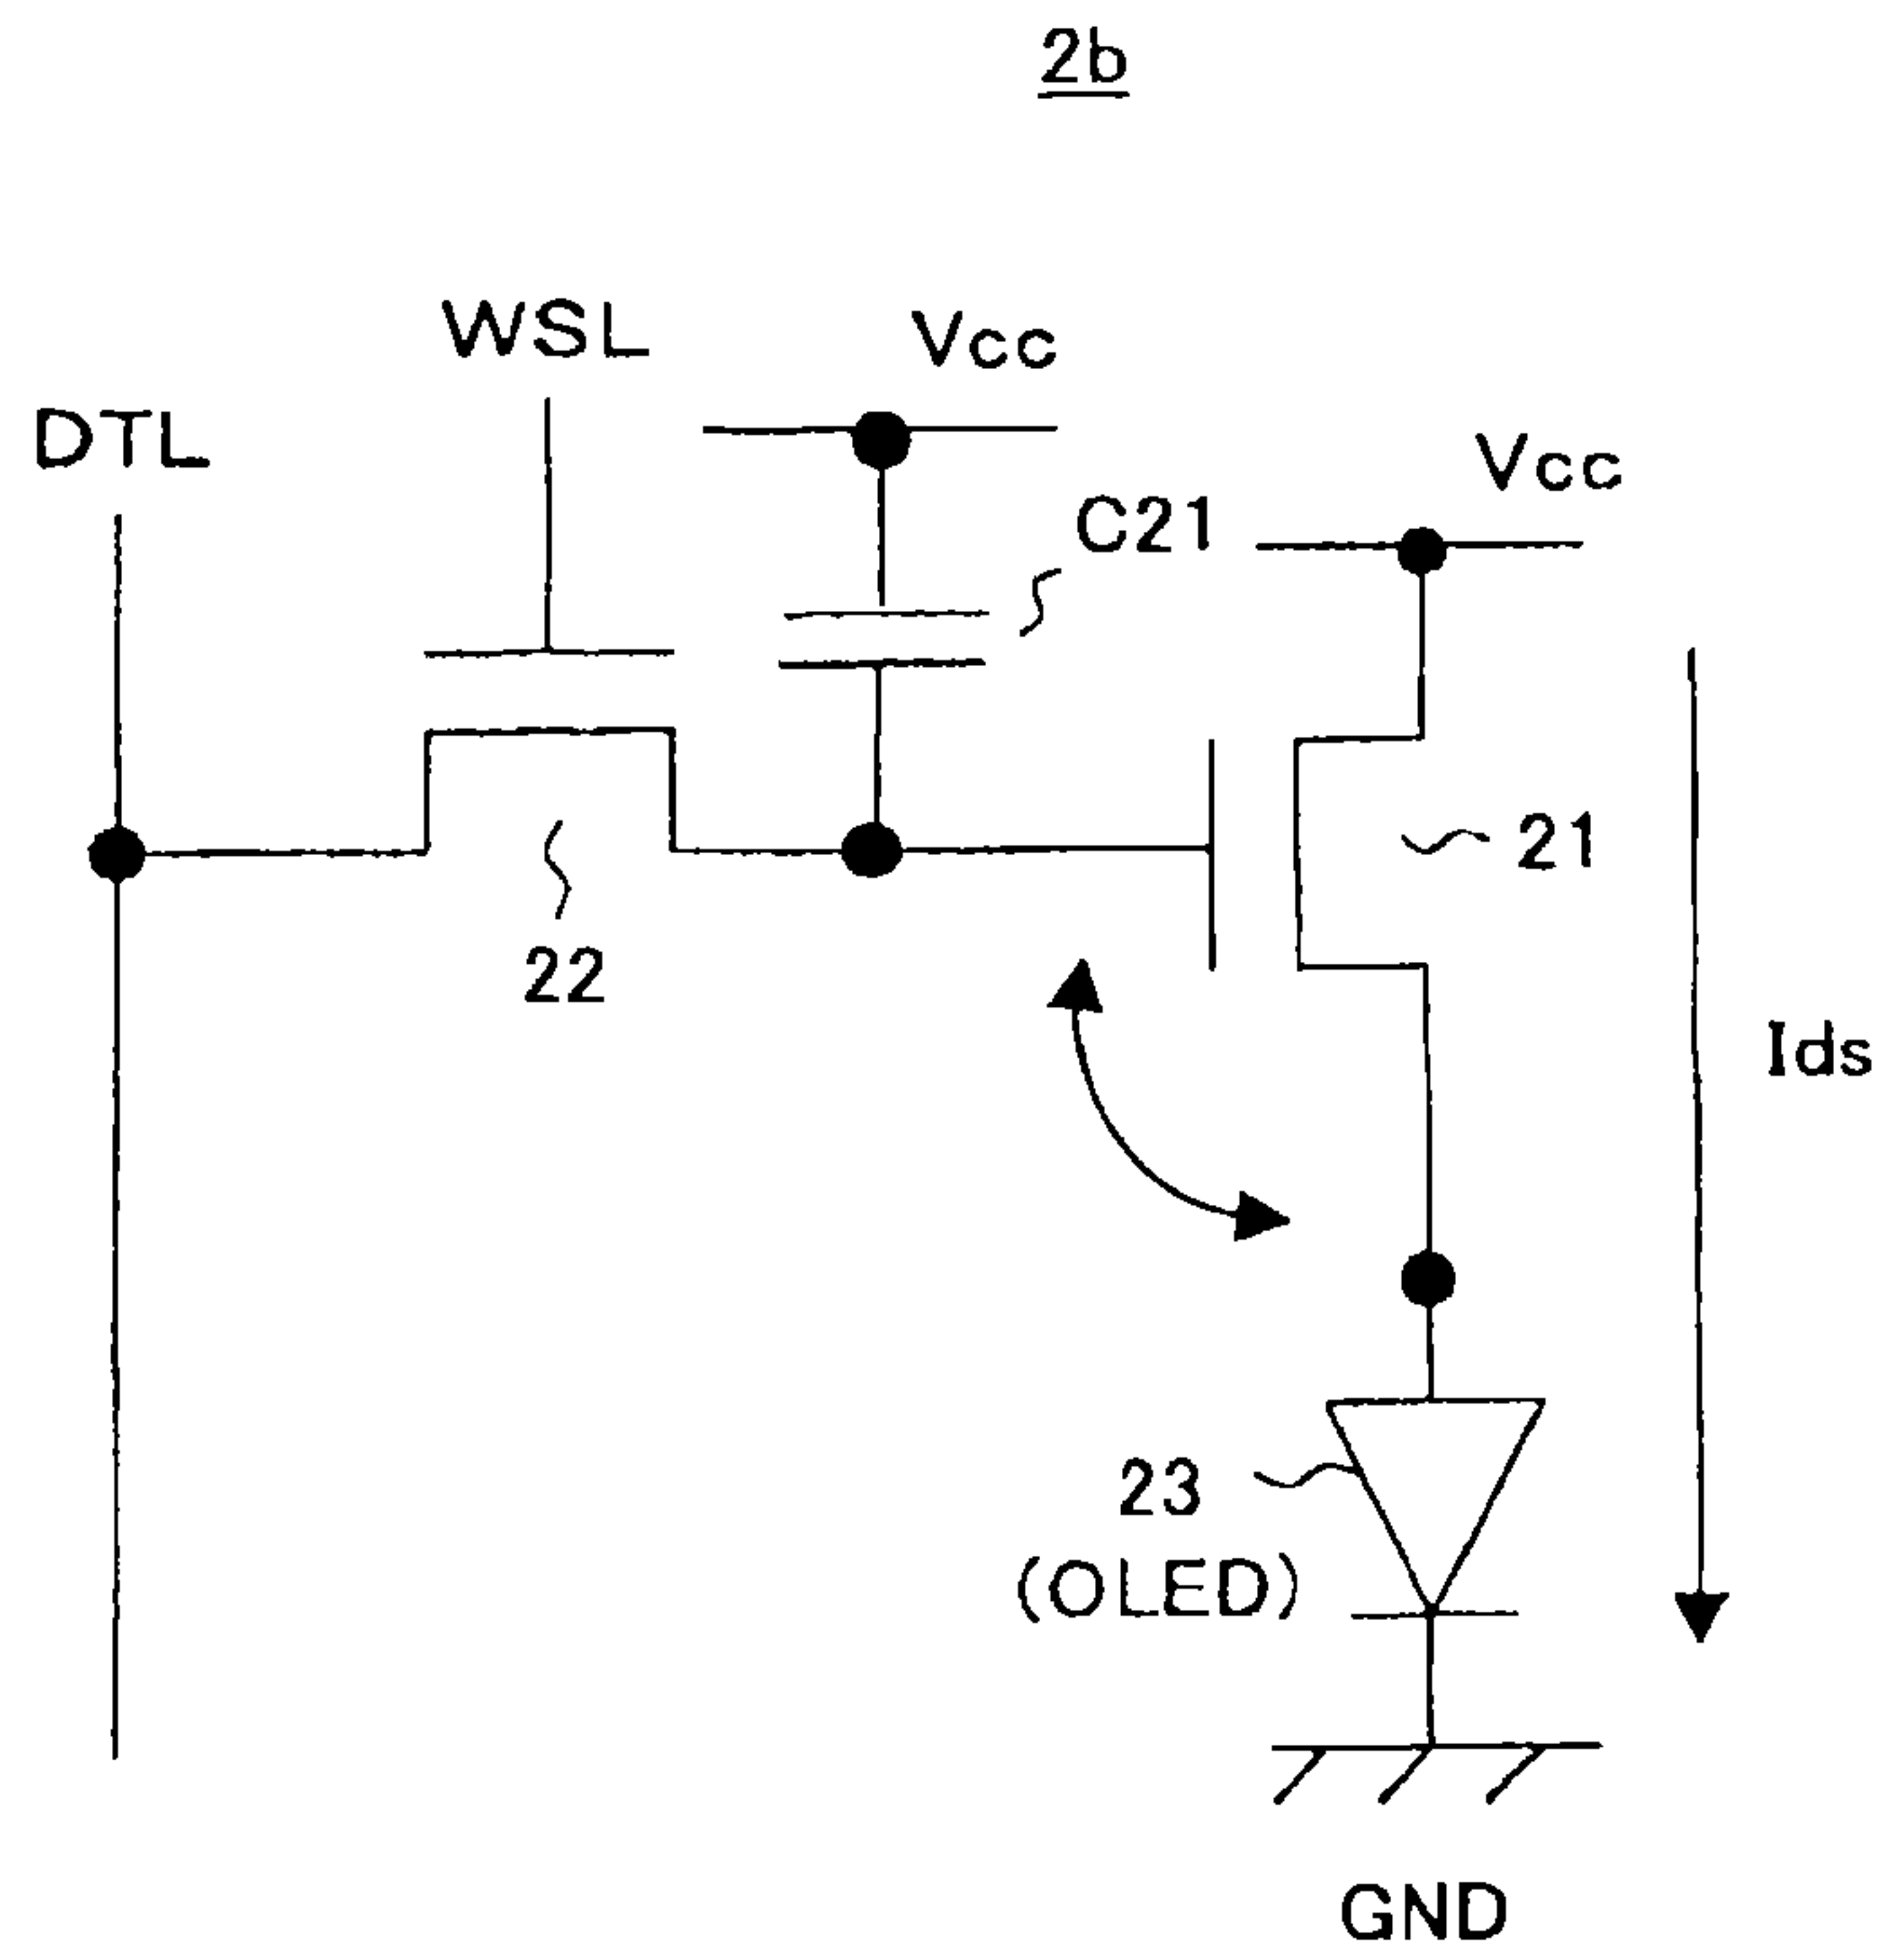 2b
WSL
Vcc
DTL
Vcc
C21
21
22
Ids
23
(OLED)
GND